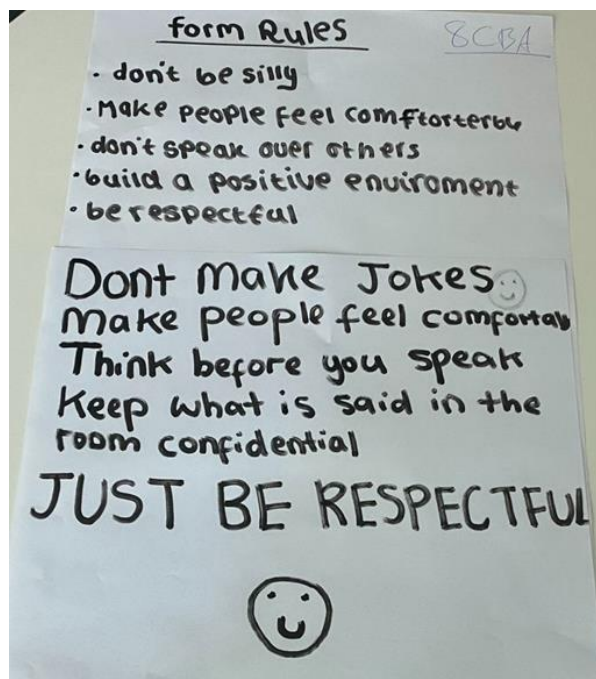 form Rules 8CBA
· don't be silly
· Make people feel comftorterby
· don't speak over others
· build a positive enviroment
· be respectful
Dont make Jokes
Make people feel comfortab
Think before you speak
Keep what is said in the
room confidential
JUST BE RESPECTFUL